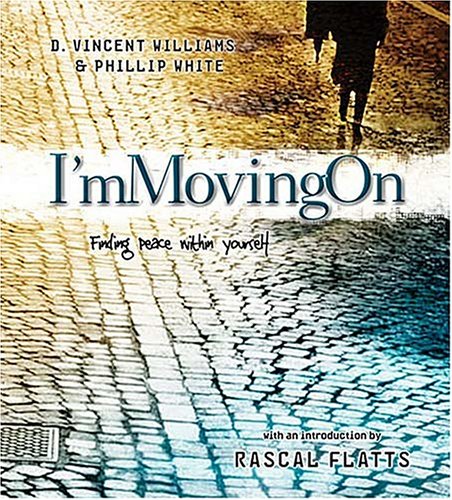 D. VINCENT WILLIAMS
& PHILLIP WHITE
I'mMovingOn
Finding peace within yourself
with an introduction by
RASCAL FLATTS